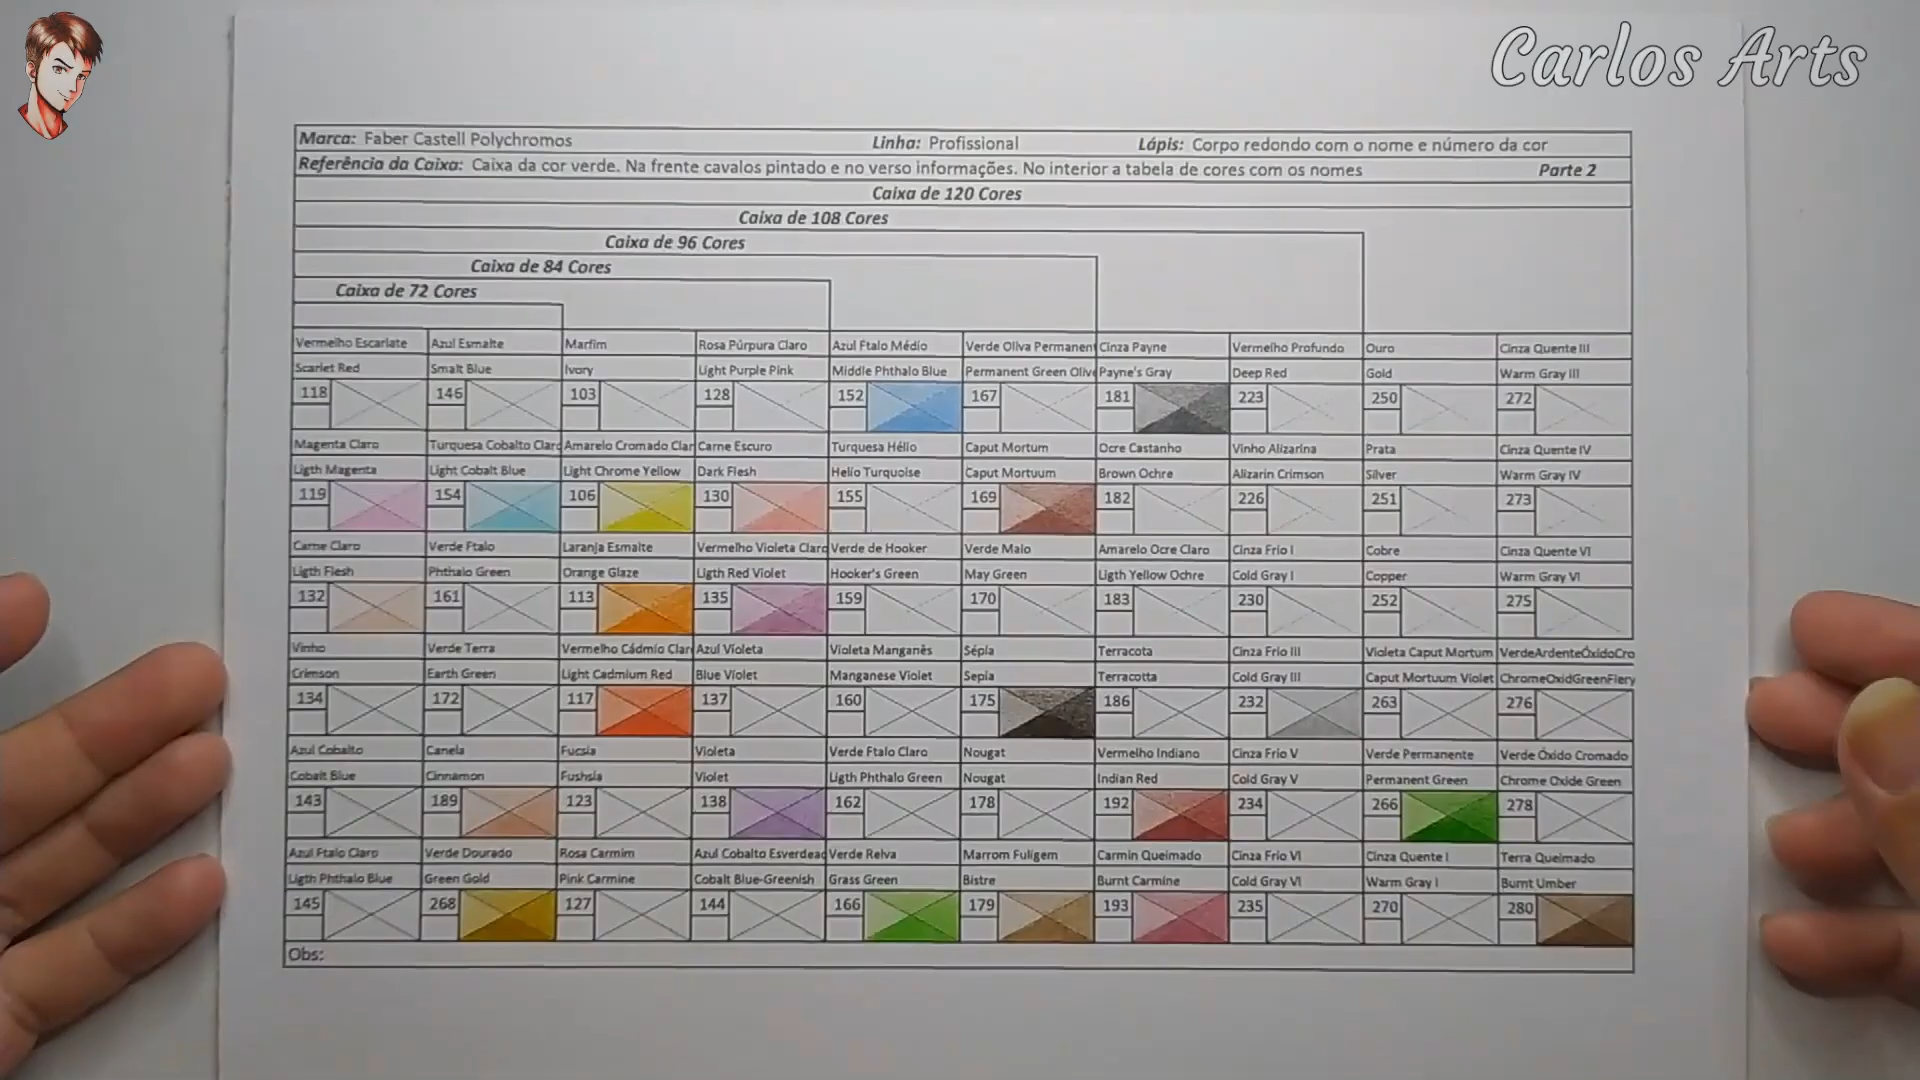 Carlos Arts
Marca: Faber Castell Polychromos Linha: Profissional Lápis: Corpo redondo com o nome e número da cor
Referência da Caixa: Caixa da cor verde. Na frente cavalos pintado e no verso informações. No interior a tabela de cores com os nomes Parte 2
Caixa de 120 Cores
Caixa de 108 Cores
Caixa de 96 Cores
Caixa de 84 Cores
Caixa de 72 Cores
Vermelho Escarlate Azul Esmalte Marfim Rosa Púrpura Claro Azul Ftalo Médio Verde Oliva Permanen Cinza Payne Vermelho Profundo Ouro Cinza Quente III
Scarlet Red Smalt Blue Ivory Light Purple Pink Middle Phthalo Blue Permanent Green Oliv Payne's Gray Deep Red Gold Warm Gray III
118 146 103 128 152 167 181 223 250 272
Magenta Claro Turquesa Cobalto Claro Amarelo Cromado Clar Carne Escuro Turquesa Hélio Caput Mortum Ocre Castanho Vinho Alizarina Prata Cinza Quente IV
Ligth Magenta Light Cobalt Blue Light Chrome Yellow Dark Flesh Helio Turquoise Caput Mortuum Brown Ochre Alizarin Crimson Silver Warm Gray IV
119 154 106 130 155 169 182 226 251 273
Carne Claro Verde Ftalo Laranja Esmalte Vermelho Violeta Claro Verde de Hooker Verde Maio Amarelo Ocre Claro Cinza Frio I Cobre Cinza Quente VI
Ligth Flesh Phthalo Green Orange Glaze Ligth Red Violet Hooker's Green May Green Ligth Yellow Ochre Cold Gray I Copper Warm Gray VI
132 161 113 135 159 170 183 230 252 275
Vinho Verde Terra Vermelho Cádmio Clar Azul Violeta Violeta Manganês Sépia Terracota Cinza Frio III Violeta Caput Mortum VerdeArdenteÓxidoCro
Crimson Earth Green Light Cadmium Red Blue Violet Manganese Violet Sepia Terracotta Cold Gray III Caput Mortuum Violet ChromeOxidGreenFiery
134 172 117 137 160 175 186 232 263 276
Azul Cobalto Canela Fucsia Violeta Verde Ftalo Claro Nougat Vermelho Indiano Cinza Frio V Verde Permanente Verde Óxido Cromado
Cobalt Blue Cinnamon Fushsia Violet Ligth Phthalo Green Nougat Indian Red Cold Gray V Permanent Green Chrome Oxide Green
143 189 123 138 162 178 192 234 266 278
Azul Ftalo Claro Verde Dourado Rosa Carmim Azul Cobalto Esverdead Verde Relva Marrom Fuligem Carmin Queimado Cinza Frio VI Cinza Quente I Terra Queimado
Ligth Phthalo Blue Green Gold Pink Carmine Cobalt Blue-Greenish Grass Green Bistre Burnt Carmine Cold Gray VI Warm Gray I Burnt Umber
145 268 127 144 166 179 193 235 270 280
Obs: